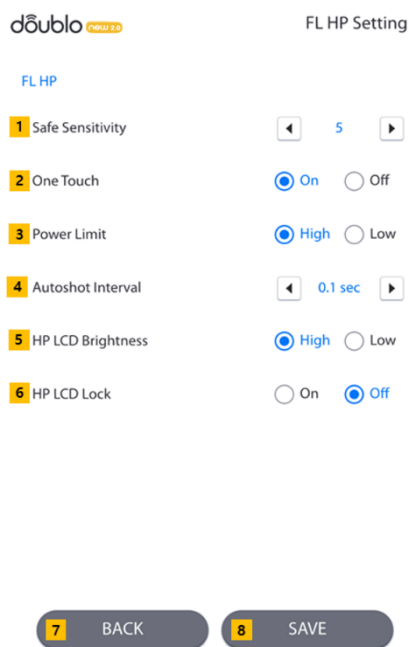 dôublo new 2.0
FL HP Setting
FL HP
1 Safe Sensitivity 5
2 One Touch On Off
3 Power Limit High Low
4 Autoshot Interval 0.1 sec
5 HP LCD Brightness High Low
6 HP LCD Lock On Off
7 BACK
8 SAVE